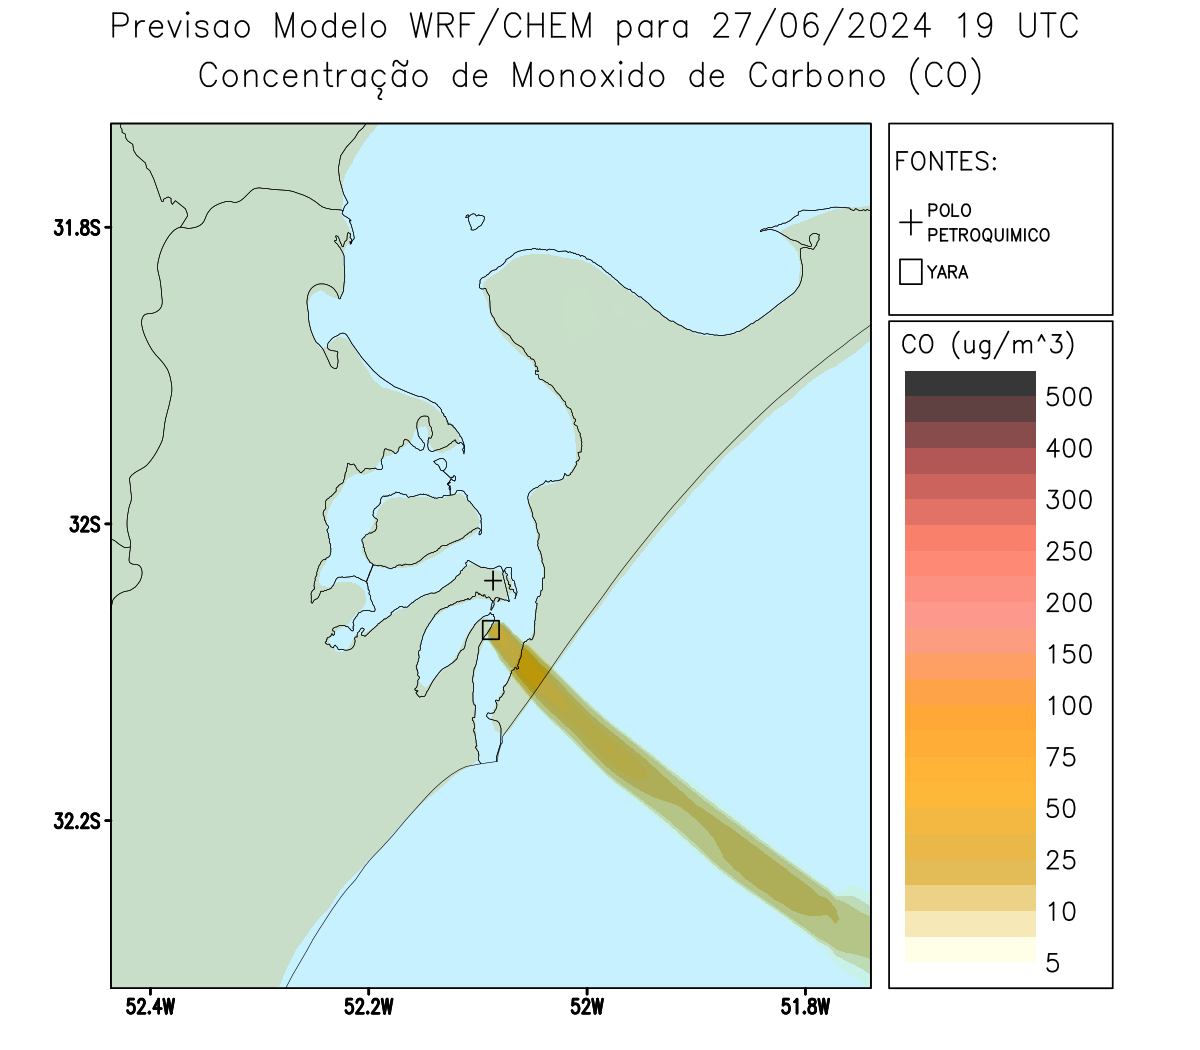 Previsao Modelo WRF/CHEM para 27/06/2024 19 UTC
Concentração de Monoxido de Carbono (CO)
FONTES:
POLO
PETROQUIMICO
YARA
CO (ug/m^3)
500
400
300
250
200
150
100
75
50
25
10
5
31.8S
32S
32.2S
52.4W
52.2W
52W
51.8W